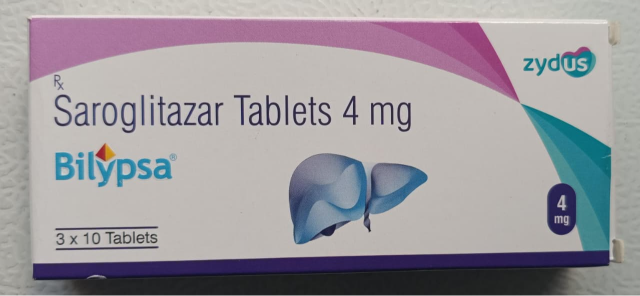 zydus
Rx
Saroglitazar Tablets 4 mg
Bilypsa®
3 x 10 Tablets
4
mg